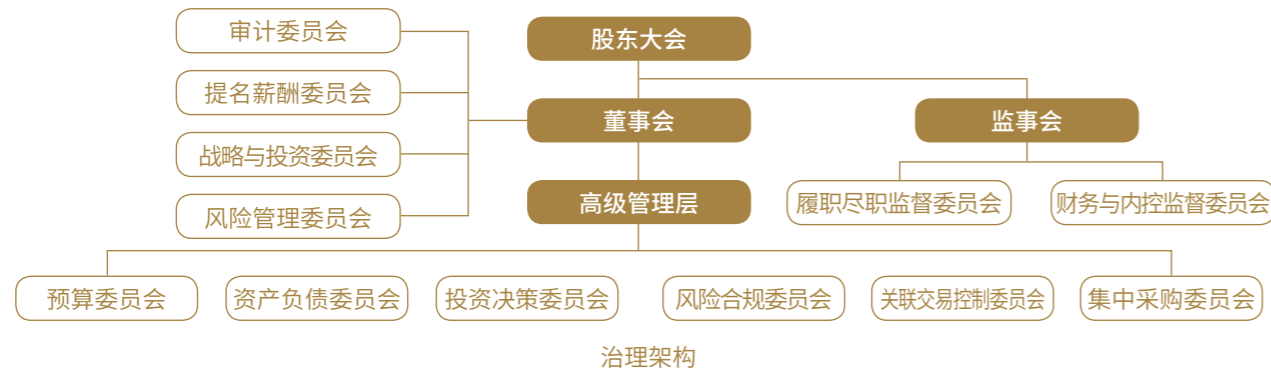 审计委员会
股东大会
提名薪酬委员会
董事会
监事会
战略与投资委员会
高级管理层
履职尽职监督委员会
财务与内控监督委员会
风险管理委员会
预算委员会
资产负债委员会
投资决策委员会
风险合规委员会
关联交易控制委员会
集中采购委员会
治理架构